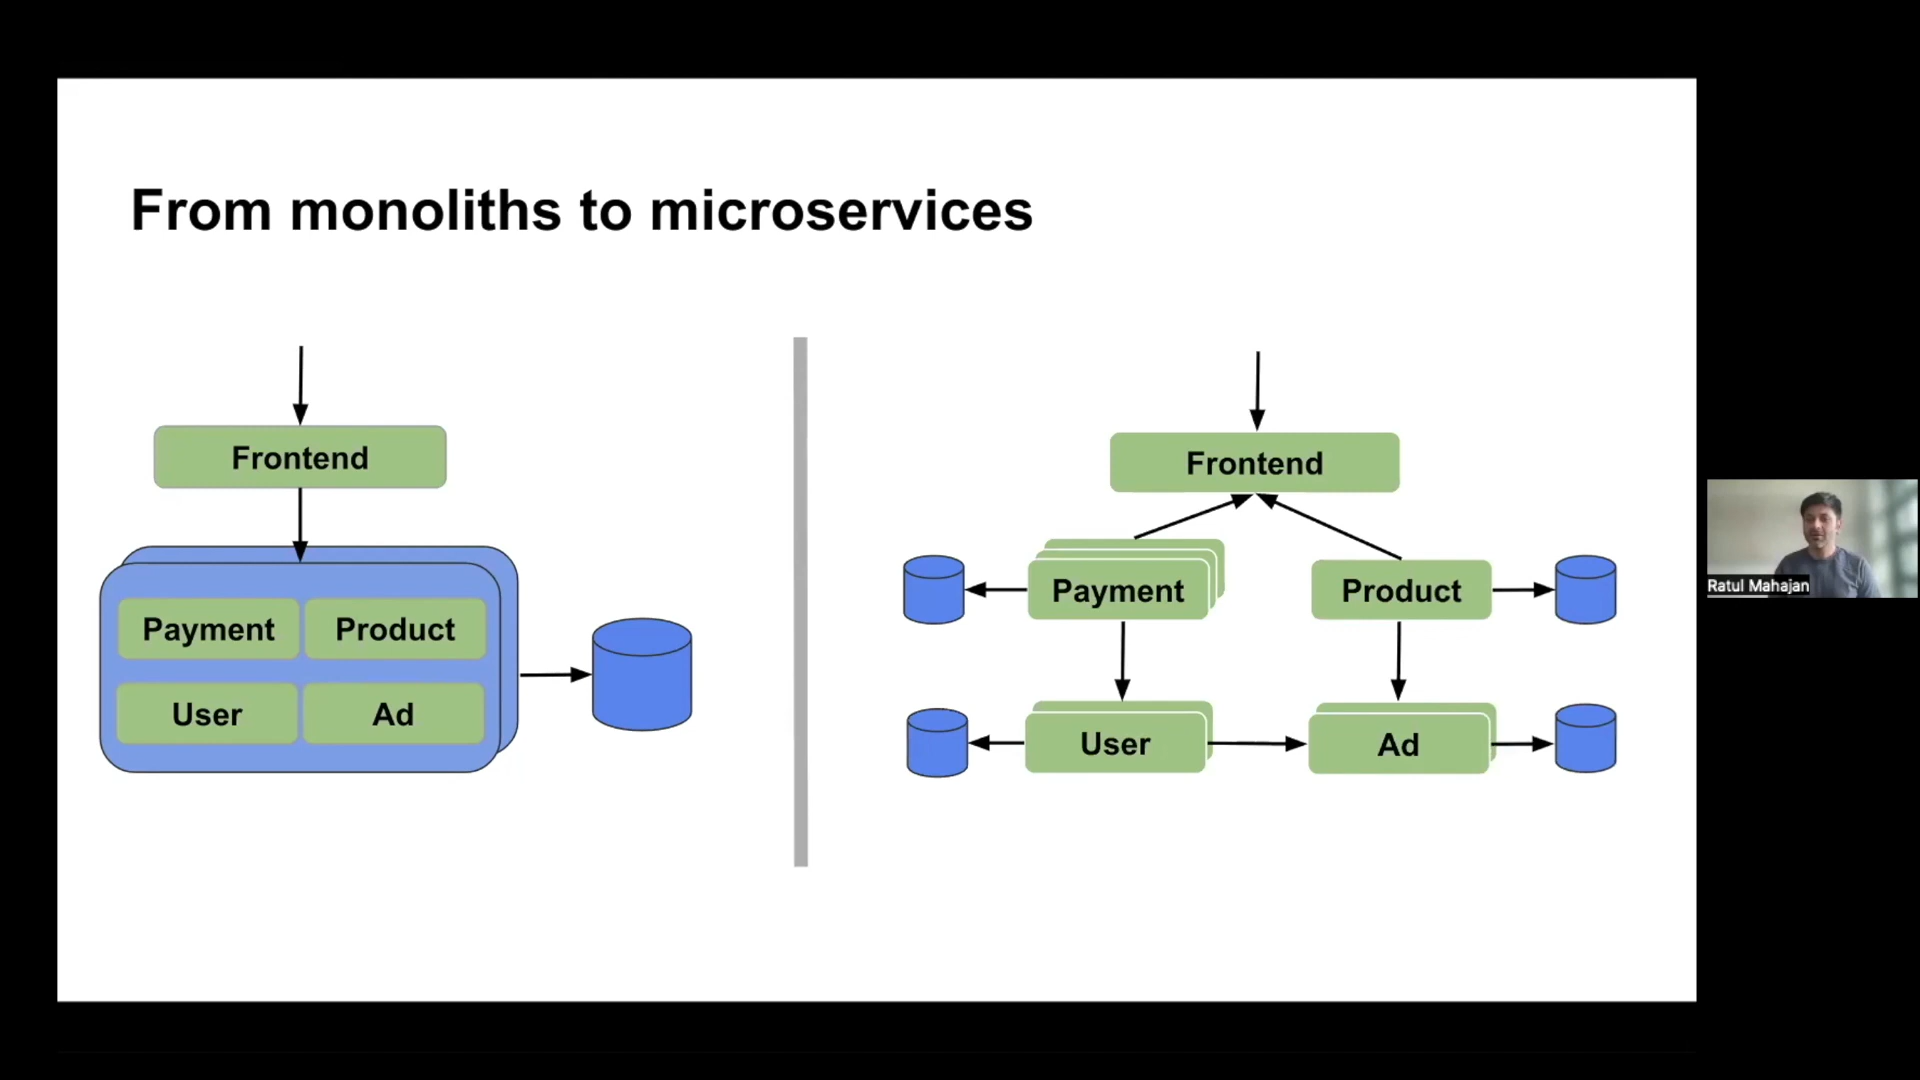 From monoliths to microservices
Frontend
Payment
Product
User
Ad
Frontend
Payment
Product
User
Ad
Ratul Mahajan